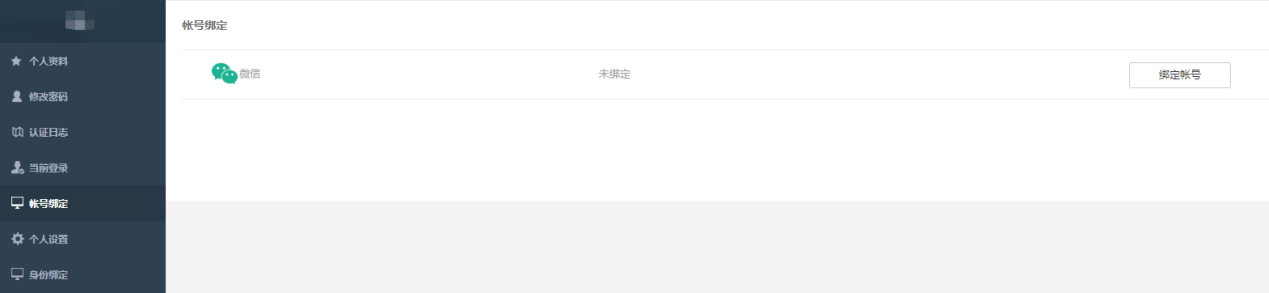 个人资料
修改密码
认证日志
当前登录
帐号绑定
个人设置
身份绑定
帐号绑定
微信 未绑定 绑定帐号